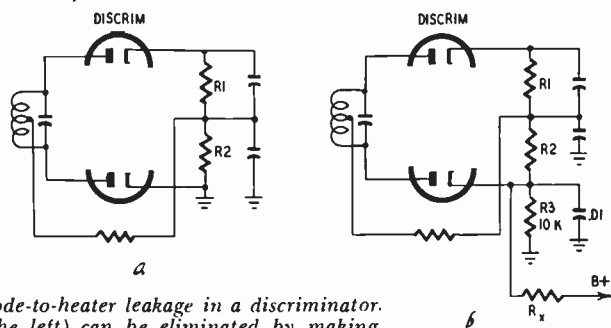 DISCRIM
DISCRIM
R1
R2
R1
R2
R3
10 K
.01
B+
Rx
a
b
ode-to-heater leakage in a discriminator.
he left) can be eliminated by making